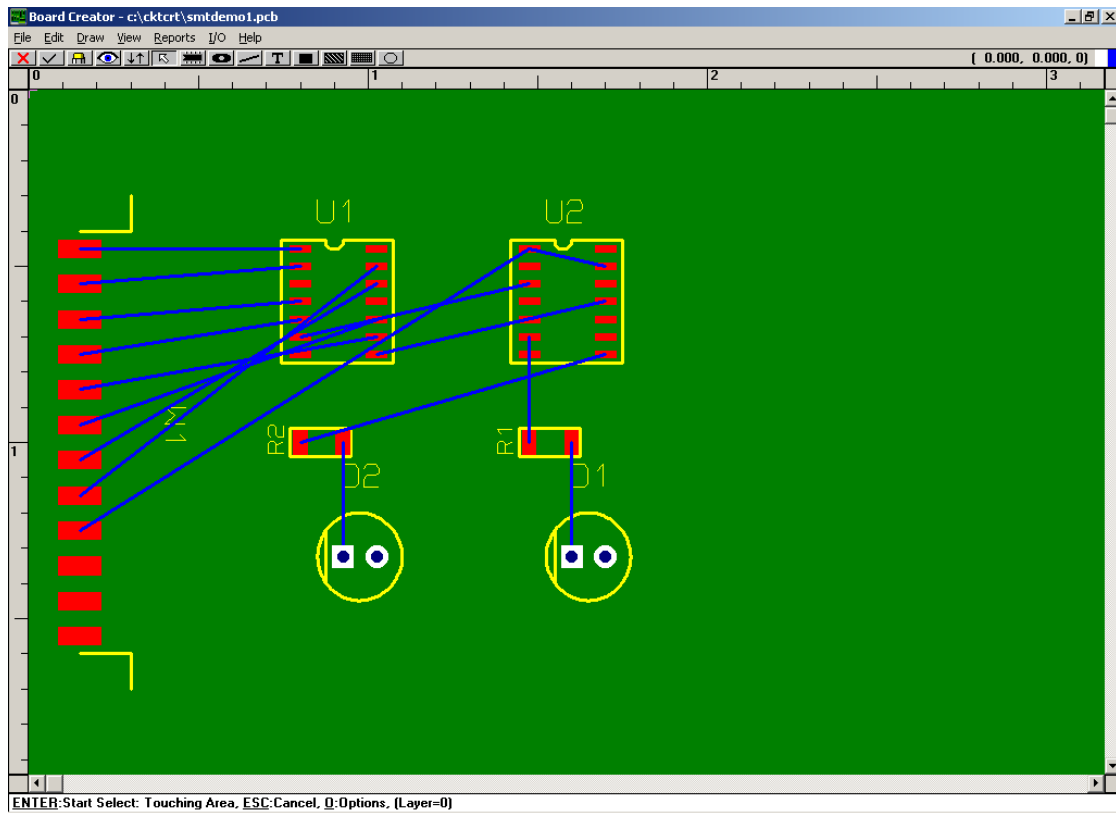 Board Creator - c:\cktcrt\smtdemo1.pcb
File Edit Draw View Reports I/O Help
T
( 0.000, 0.000, 0)
0 1 2 3
0
U1 U2
M1
R2 R1
1
D2 D1
ENTER:Start Select: Touching Area, ESC:Cancel, O:Options, (Layer=0)